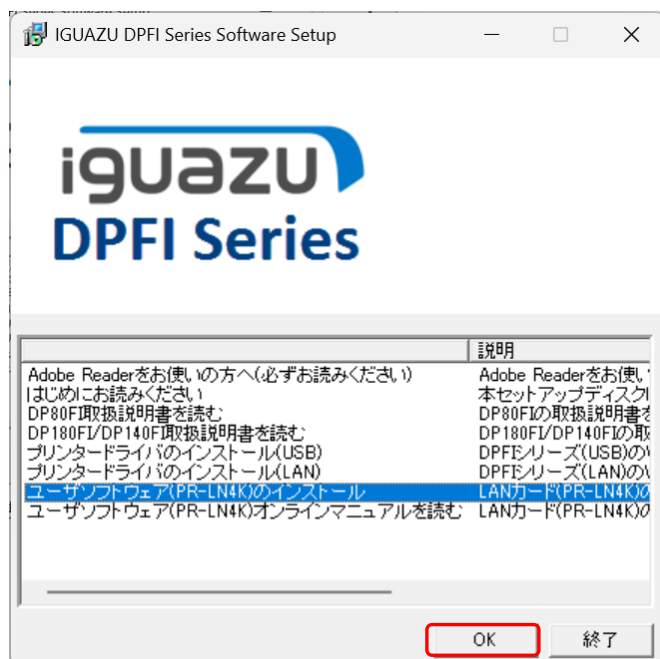 IGUAZU DPFI Series Software Setup
iguazu
DPFI Series
説明
Adobe Readerをお使いの方へ(必ずお読みください) Adobe Readerをお使い
はじめにお読みください 本セットアップディスク
DP80FI取扱説明書を読む DP80FIの取扱説明書を
DP180FI/DP140FI取扱説明書を読む DP180FI/DP140FIの取
プリンタードライバのインストール(USB) DPFIシリーズ(USB)の
プリンタードライバのインストール(LAN) DPFIシリーズ(LAN)の
ユーザソフトウェア(PR-LN4K)のインストール LANカード(PR-LN4K)の
ユーザソフトウェア(PR-LN4K)オンラインマニュアルを読む LANカード(PR-LN4K)の
OK 終了